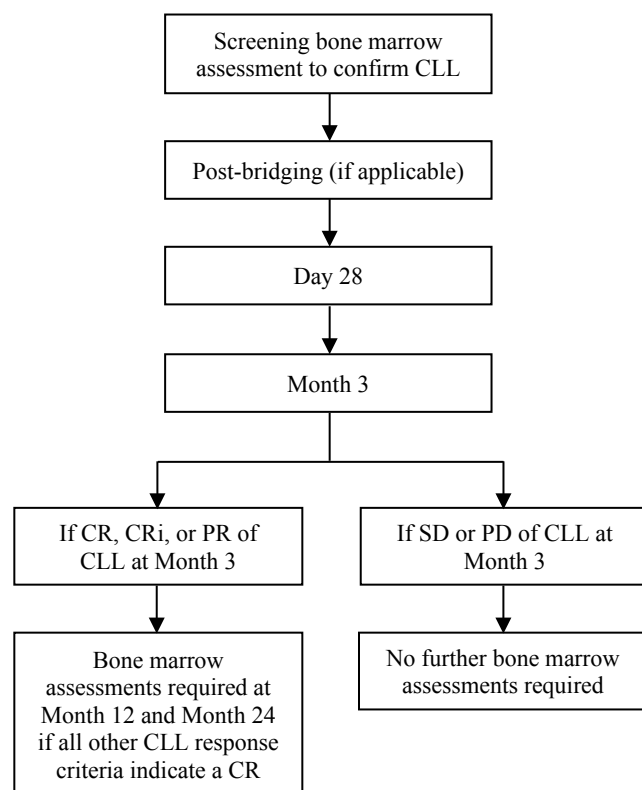 Screening bone marrow
assessment to confirm CLL
Post-bridging (if applicable)
Day 28
Month 3
If CR, CRi, or PR of
CLL at Month 3
If SD or PD of CLL at
Month 3
Bone marrow
assessments required at
Month 12 and Month 24
if all other CLL response
criteria indicate a CR
No further bone marrow
assessments required